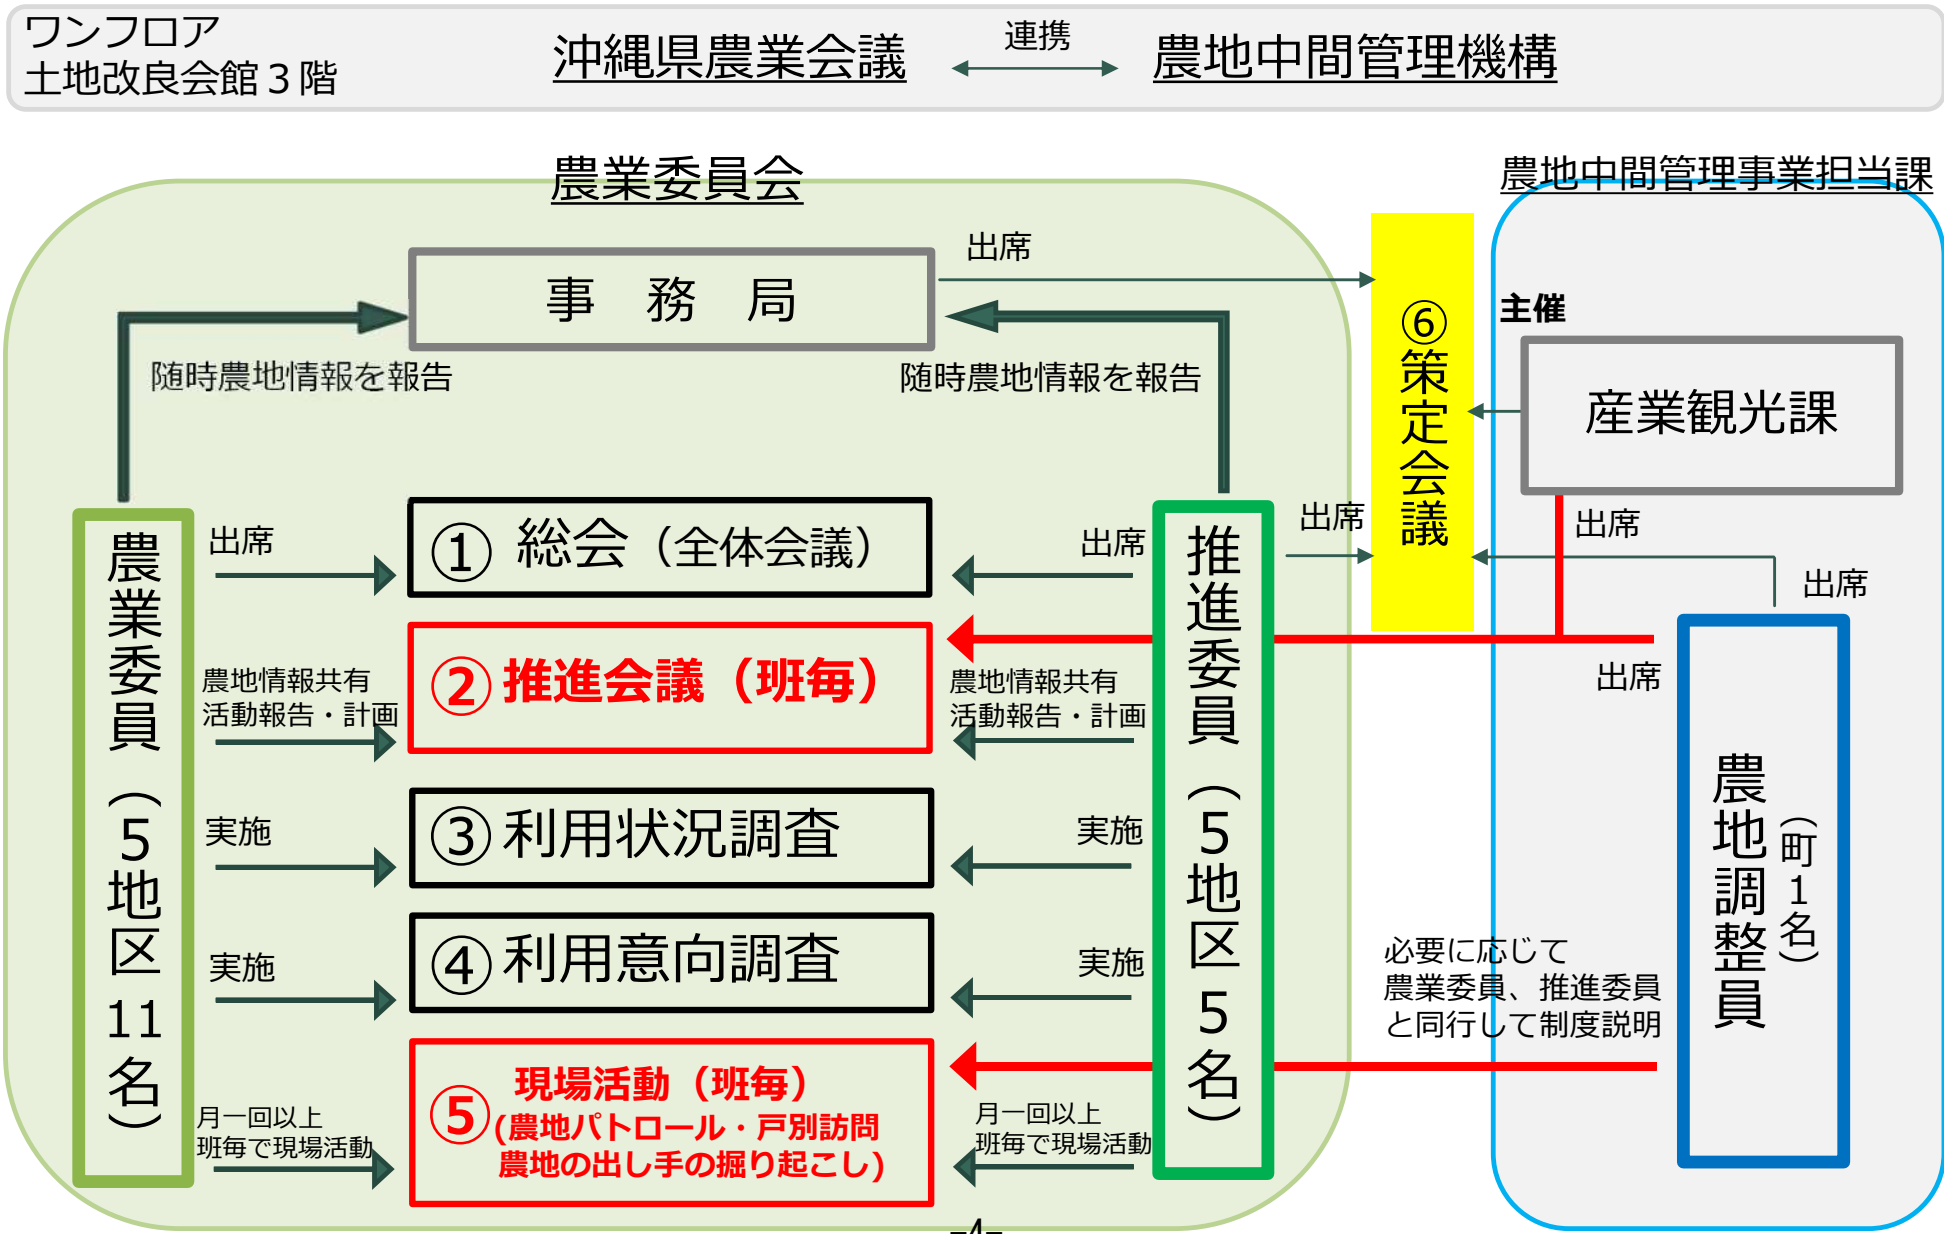 ワンフロア
土地改良会館３階
沖縄県農業会議
連携
農地中間管理機構
農業委員会
農地中間管理事業担当課
事　務　局
出席
随時農地情報を報告
随時農地情報を報告
⑥策定会議
主催
産業観光課
農業委員（５地区 11名）
出席
① 総会（全体会議）
出席
推進委員（５地区５名）
出席
出席
出席
農地情報共有
活動報告・計画
② 推進会議（班毎）
農地情報共有
活動報告・計画
出席
農地調整員
（町１名）
実施
③ 利用状況調査
実施
実施
④ 利用意向調査
実施
必要に応じて
農業委員、推進委員
と同行して制度説明
月一回以上
班毎で現場活動
⑤ 現場活動（班毎）
(農地パトロール・戸別訪問
農地の出し手の掘り起こし)
月一回以上
班毎で現場活動
-4-